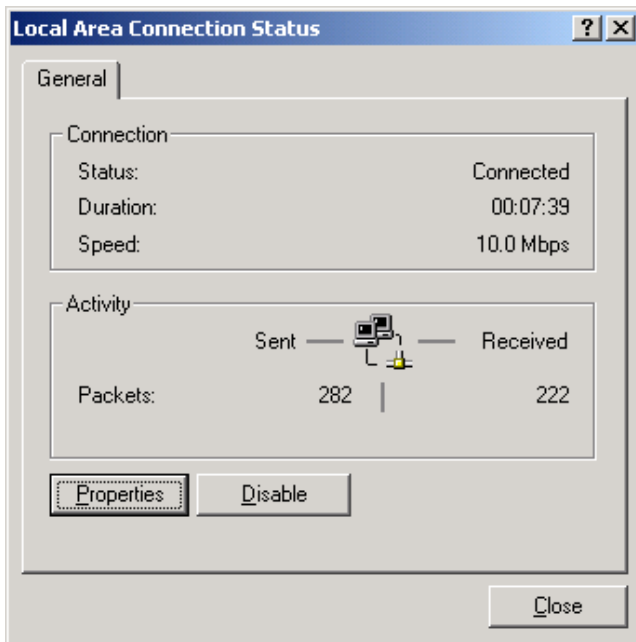 Local Area Connection Status
General
Connection
Status: Connected
Duration: 00:07:39
Speed: 10.0 Mbps
Activity
Sent Received
Packets: 282 222
Properties Disable
Close